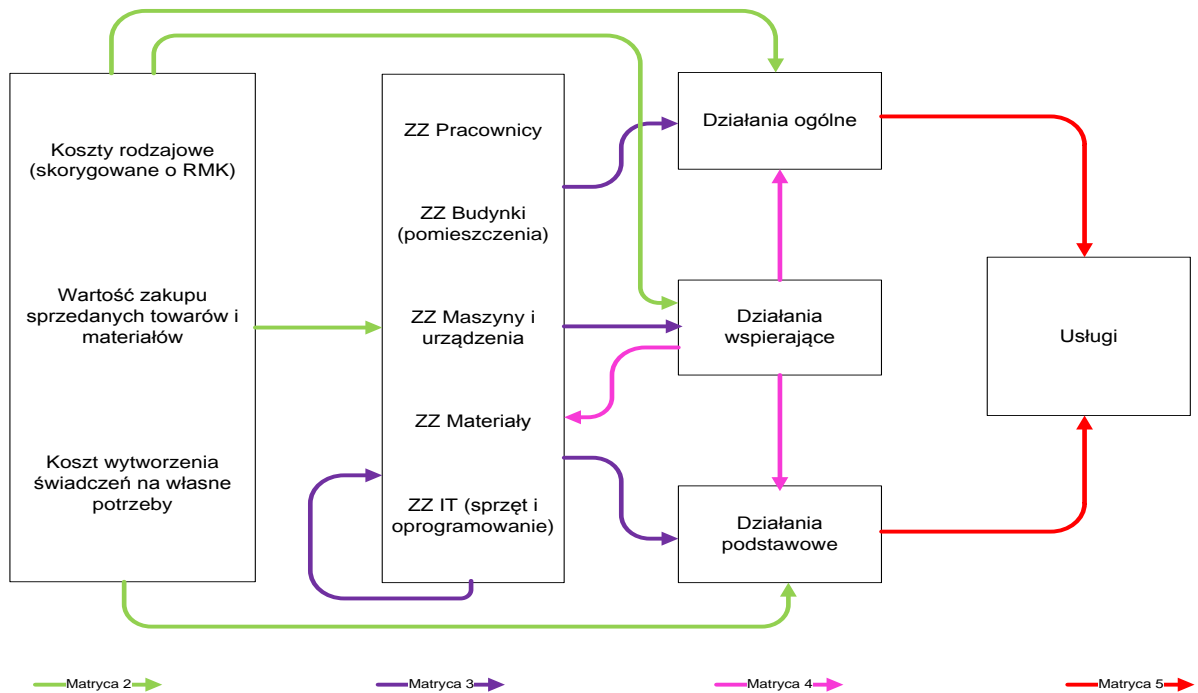 Koszty rodzajowe
(skorygowane o RMK)
Wartość zakupu
sprzedanych towarów i
materiałów
Koszt wytworzenia
świadczeń na własne
potrzeby
ZZ Pracownicy
ZZ Budynki
(pomieszczenia)
ZZ Maszyny i
urządzenia
ZZ Materiały
ZZ IT (sprzęt i
oprogramowanie)
Działania ogólne
Działania
wspierające
Działania
podstawowe
Usługi
Matryca 2
Matryca 3
Matryca 4
Matryca 5